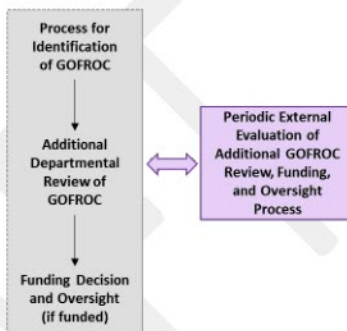 Process for
Identification
of GOFROC
Additional
Departmental
Review of
GOFROC
Funding Decision
and Oversight
(if funded)
Periodic External
Evaluation of
Additional GOFROC
Review, Funding,
and Oversight
Process